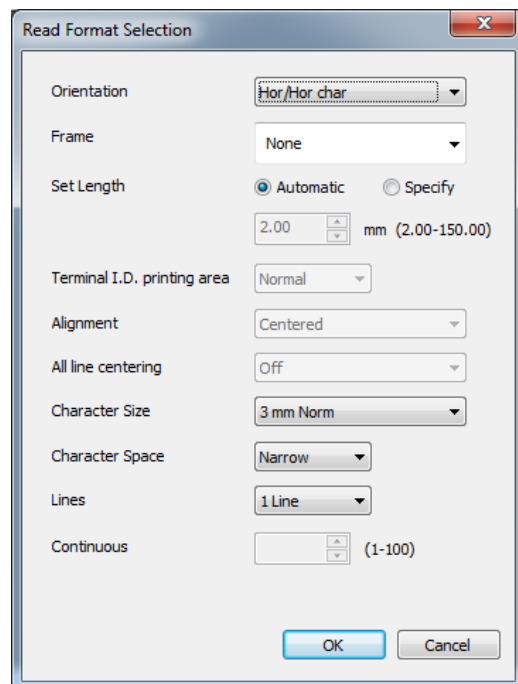 Read Format Selection
Orientation Hor/Hor char
Frame None
Set Length Automatic Specify
2.00 mm (2.00-150.00)
Terminal I.D. printing area Normal
Alignment Centered
All line centering Off
Character Size 3 mm Norm
Character Space Narrow
Lines 1 Line
Continuous (1-100)
OK Cancel